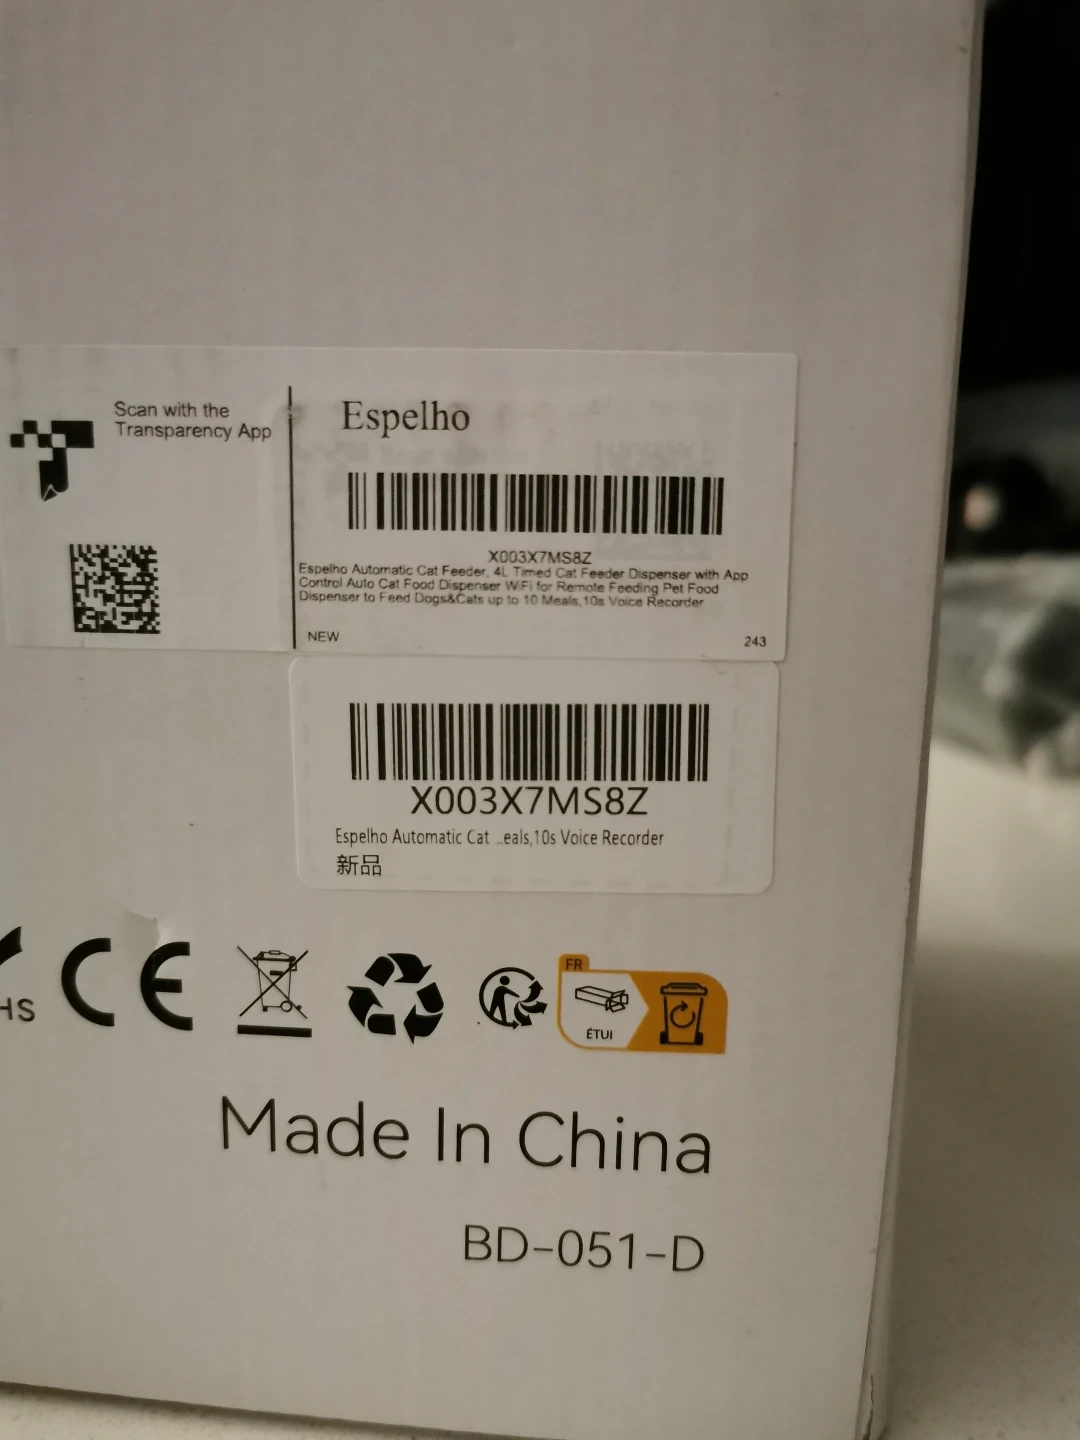 Scan with the
Transparency App
Espelho
X003X7MS8Z
Espelho Automatic Cat Feeder, 4L Timed Cat Feeder Dispenser with App
Control Auto Cat Food Dispenser WiFi for Remote Feeding Pet Food
Dispenser to Feed Dogs&Cats up to 10 Meals,10s Voice Recorder
NEW
243
X003X7MS8Z
Espelho Automatic Cat ...eals,10s Voice Recorder
新品
HS
CE
FR
ÉTUI
Made In China
BD-051-D